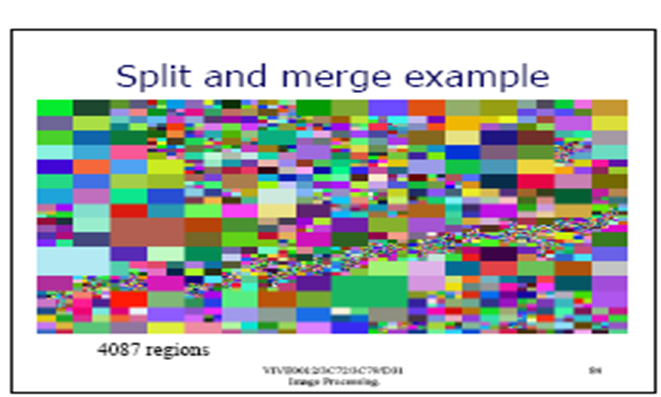 Split and merge example
4087 regions
Image Processing.